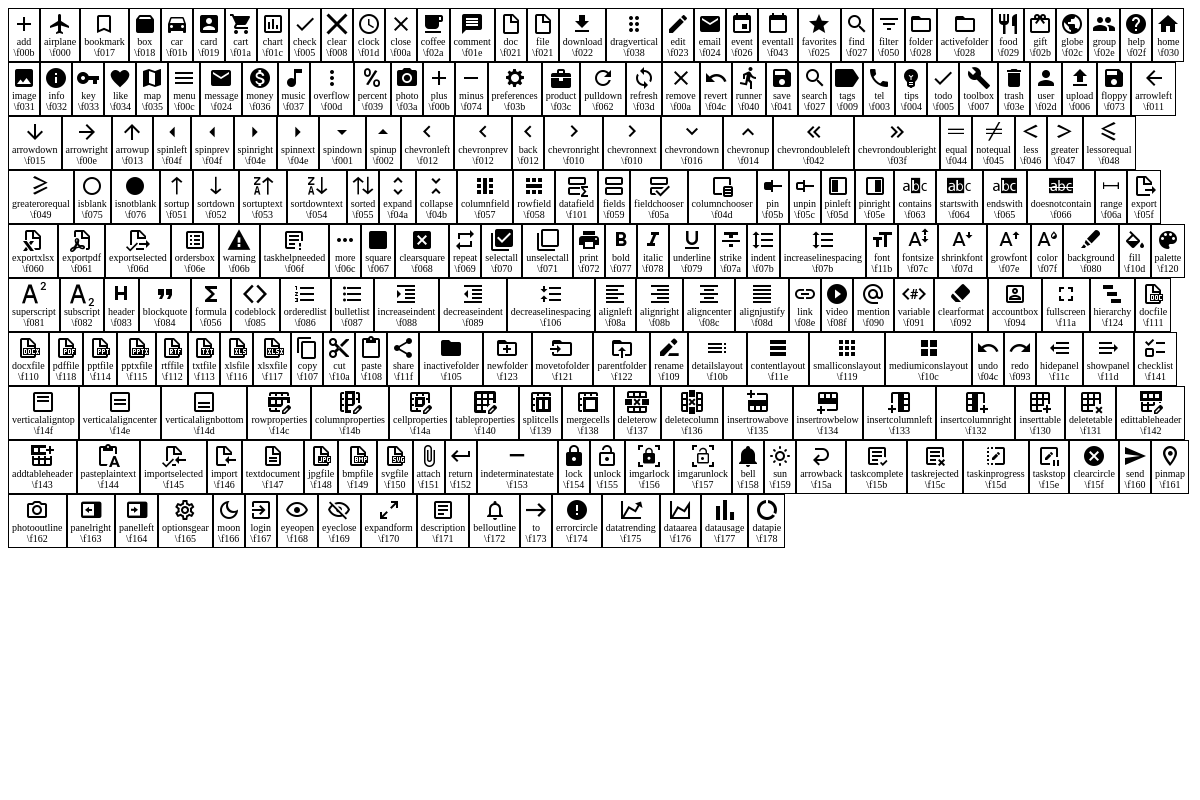 add airplane bookmark box car card cart chart check clear clock close coffee comment doc file download dragvertical edit email event eventall favorites find filter folder activefolder food gift globe group help home
\f00b \f000 \f017 \f018 \f01b \f019 \f01a \f01c \f005 \f008 \f01d \f00a \f02a \f01e \f021 \f021 \f022 \f038 \f023 \f024 \f026 \f043 \f025 \f027 \f050 \f028 \f028 \f029 \f02b \f02c \f02e \f02f \f030
image info key like map menu message money music overflow percent photo plus minus preferences product pulldown refresh remove revert runner save search tags tel tips todo toolbox trash user upload floppy arrowleft
\f031 \f032 \f033 \f034 \f035 \f00c \f024 \f036 \f037 \f00d \f039 \f03a \f00b \f074 \f03b \f03c \f062 \f03d \f00a \f04c \f040 \f041 \f027 \f009 \f003 \f004 \f005 \f007 \f03e \f02d \f006 \f073 \f011
arrowdown arrowright arrowup spinleft spinprev spinright spinnext spindown spinup chevronleft chevronprev back chevronright chevronnext chevrondown chevronup chevrondoubleleft chevrondoubleright equal notequal less greater lessorequal
\f015 \f00e \f013 \f04f \f04f \f04e \f04e \f001 \f002 \f012 \f012 \f012 \f010 \f010 \f016 \f014 \f042 \f03f \f044 \f045 \f046 \f047 \f048
greaterorequal isblank isnotblank sortup sortdown sortuptext sortdowntext sorted expand collapse columnfield rowfield datafield fields fieldchooser columnchooser pin unpin pinleft pinright contains startswith endswith doesnotcontain range export
\f049 \f075 \f076 \f051 \f052 \f053 \f054 \f055 \f04a \f04b \f057 \f058 \f101 \f059 \f05a \f04d \f05b \f05c \f05d \f05e \f063 \f064 \f065 \f066 \f06a \f05f
exportxlsx exportpdf exportselected ordersbox warning taskhelpneeded more square clearsquare repeat selectall unselectall print bold italic underline strike indent increaselinespacing font fontsize shrinkfont growfont color background fill palette
\f060 \f061 \f06d \f06e \f06b \f06f \f06c \f067 \f068 \f069 \f070 \f071 \f072 \f077 \f078 \f079 \f07a \f07b \f07b \f11b \f07c \f07d \f07e \f07f \f080 \f10d \f120
superscript subscript header blockquote formula codeblock orderedlist bulletlist increaseindent decreaseindent decreaselinespacing alignleft alignright aligncenter alignjustify link video mention variable clearformat accountbox fullscreen hierarchy docfile
\f081 \f082 \f083 \f084 \f056 \f085 \f086 \f087 \f088 \f089 \f106 \f08a \f08b \f08c \f08d \f08e \f08f \f090 \f091 \f092 \f094 \f11a \f124 \f111
docxfile pdffile pptfile pptxfile rtffile txtfile xlsfile xlsxfile copy cut paste share inactivefolder newfolder movetofolder parentfolder rename detailslayout contentlayout smalliconslayout mediumiconslayout undo redo hidepanel showpanel checklist
\f110 \f118 \f114 \f115 \f112 \f113 \f116 \f117 \f107 \f10a \f108 \f11f \f105 \f123 \f121 \f122 \f109 \f10b \f11e \f119 \f10c \f04c \f093 \f11c \f11d \f141
verticalaligntop verticalaligncenter verticalalignbottom rowproperties columnproperties cellproperties tableproperties splitcells mergecells deleterow deletecolumn insertrowabove insertrowbelow insertcolumnleft insertcolumnright inserttable deletetable edittableheader
\f14f \f14e \f14d \f14c \f14b \f14a \f140 \f139 \f138 \f137 \f136 \f135 \f134 \f133 \f132 \f130 \f131 \f142
addtableheader pasteplaintext importselected import textdocument jpgfile bmpfile svgfile attach return indeterminatestate lock unlock imgarlock imgarunlock bell sun arrowback taskcomplete taskrejected taskinprogress taskstop clearcircle send pinmap
\f143 \f144 \f145 \f146 \f147 \f148 \f149 \f150 \f151 \f152 \f153 \f154 \f155 \f156 \f157 \f158 \f159 \f15a \f15b \f15c \f15d \f15e \f15f \f160 \f161
photooutline panelright panelleft optionsgear moon login eyeopen eyeclose expandform description belloutline to errorcircle datatrending dataarea datausage datapie
\f162 \f163 \f164 \f165 \f166 \f167 \f168 \f169 \f170 \f171 \f172 \f173 \f174 \f175 \f176 \f177 \f178